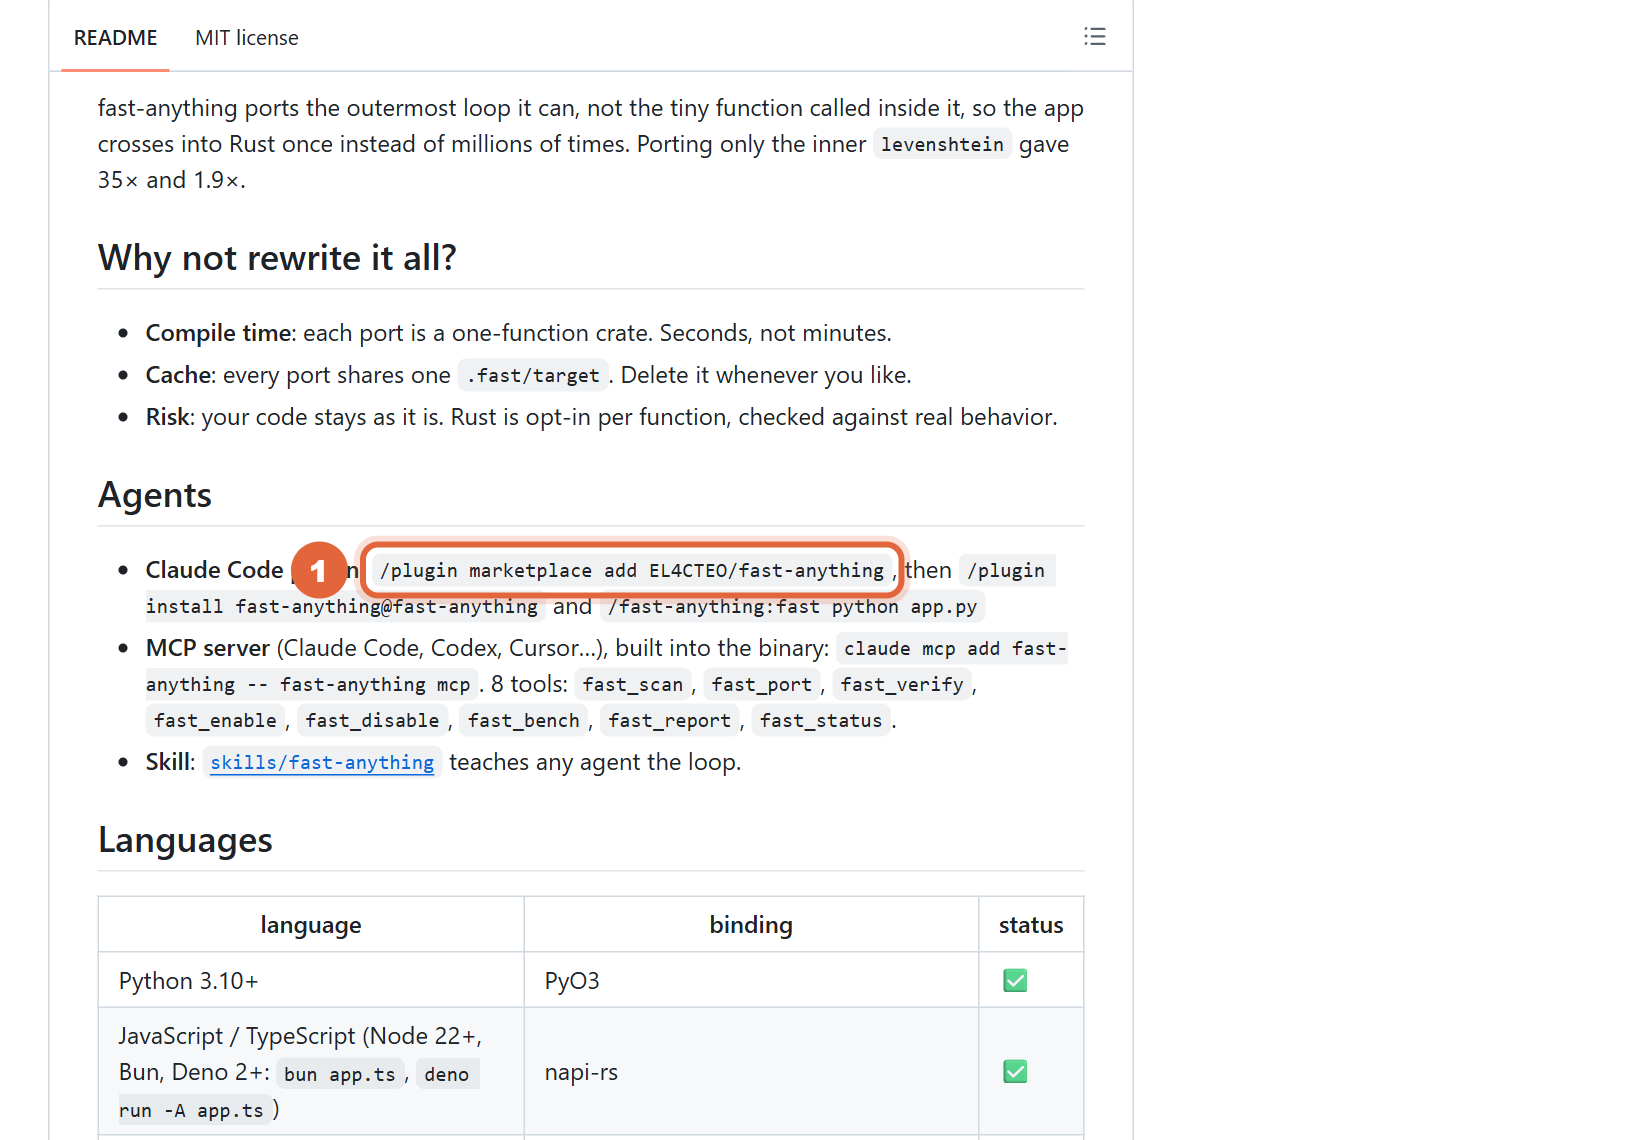 README MIT license
fast-anything ports the outermost loop it can, not the tiny function called inside it, so the app
crosses into Rust once instead of millions of times. Porting only the inner levenshtein gave
35× and 1.9×.
Why not rewrite it all?
• Compile time: each port is a one-function crate. Seconds, not minutes.
• Cache: every port shares one .fast/target. Delete it whenever you like.
• Risk: your code stays as it is. Rust is opt-in per function, checked against real behavior.
Agents
• Claude Code 1 /plugin marketplace add EL4CTEO/fast-anything, then /plugin
install fast-anything@fast-anything and /fast-anything:fast python app.py
• MCP server (Claude Code, Codex, Cursor...), built into the binary: claude mcp add fast-
anything -- fast-anything mcp. 8 tools: fast_scan, fast_port, fast_verify,
fast_enable, fast_disable, fast_bench, fast_report, fast_status.
• Skill: skills/fast-anything teaches any agent the loop.
Languages
language binding status
Python 3.10+ PyO3 ✅
JavaScript / TypeScript (Node 22+,
Bun, Deno 2+: bun app.ts, deno
run -A app.ts) napi-rs ✅